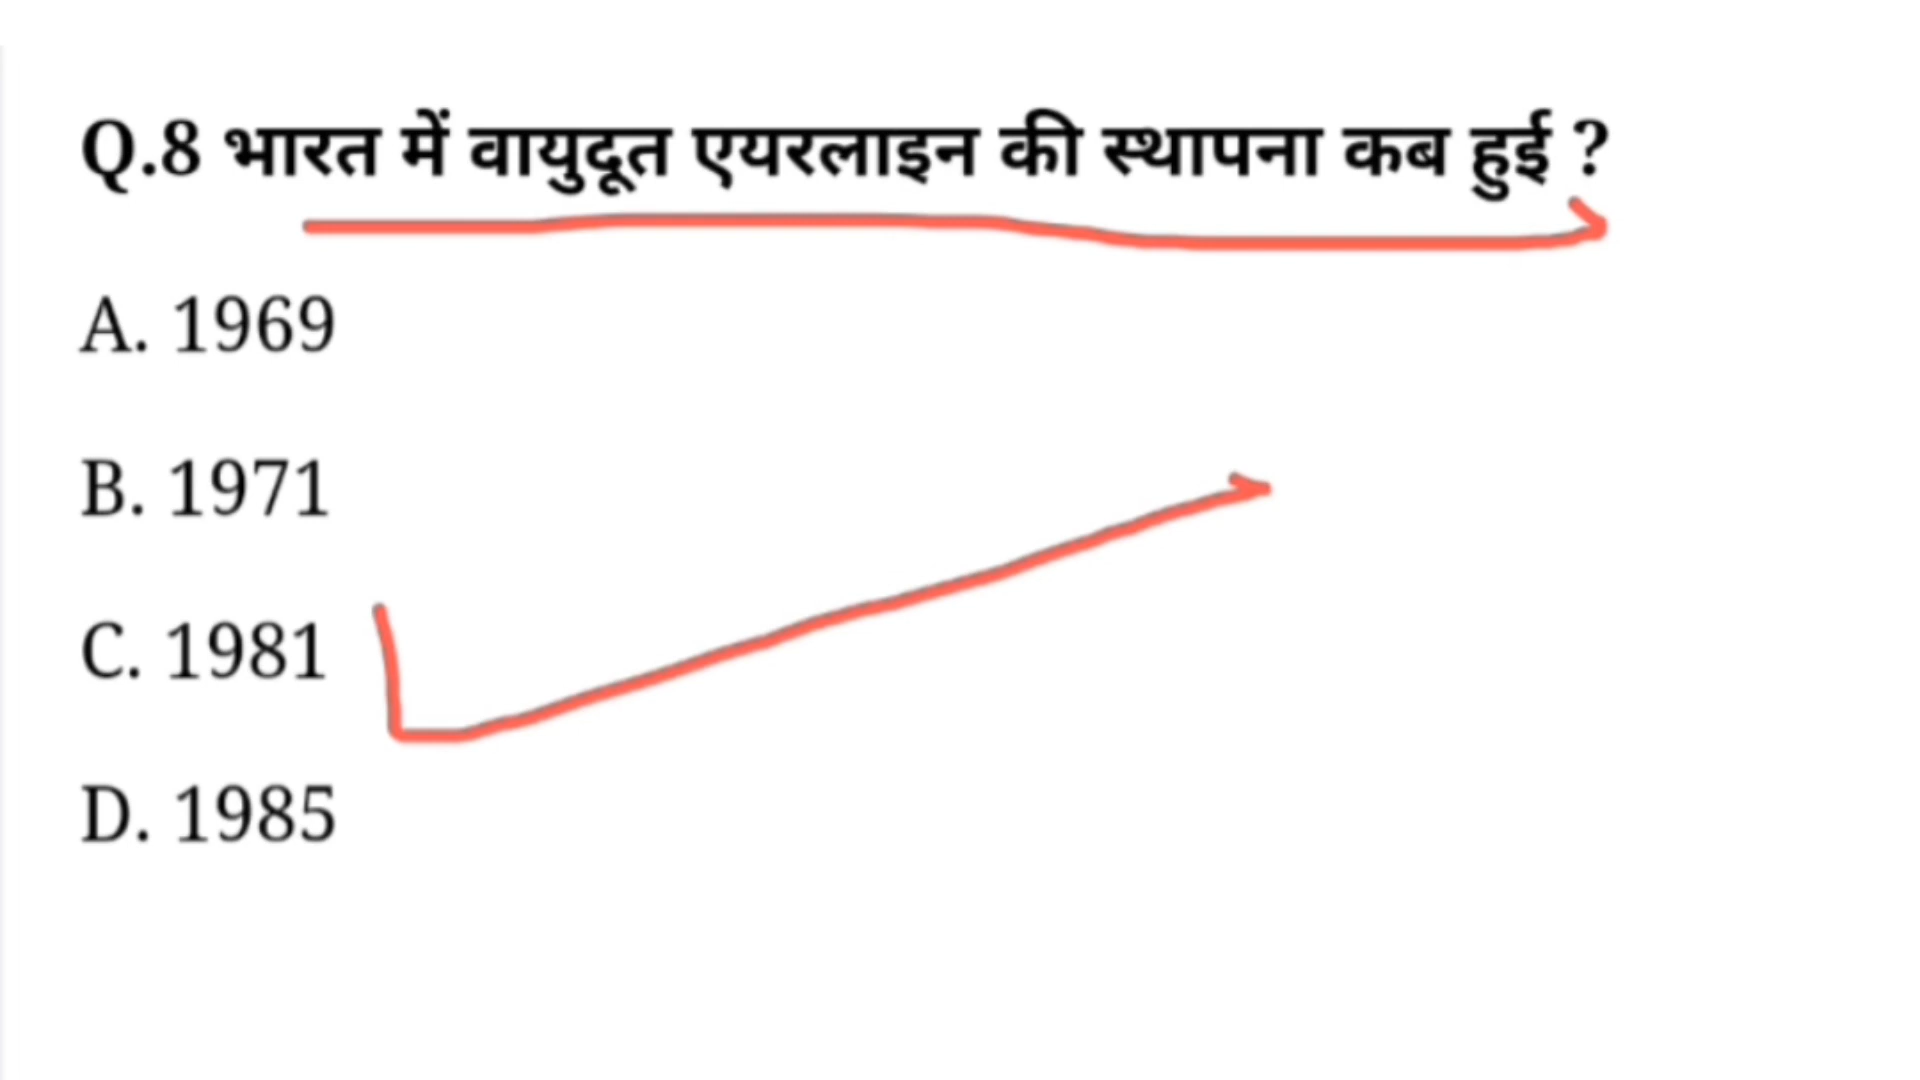 Q.8 भारत में वायुदूत एयरलाइन की स्थापना कब हुई ?
A. 1969
B. 1971
C. 1981
D. 1985